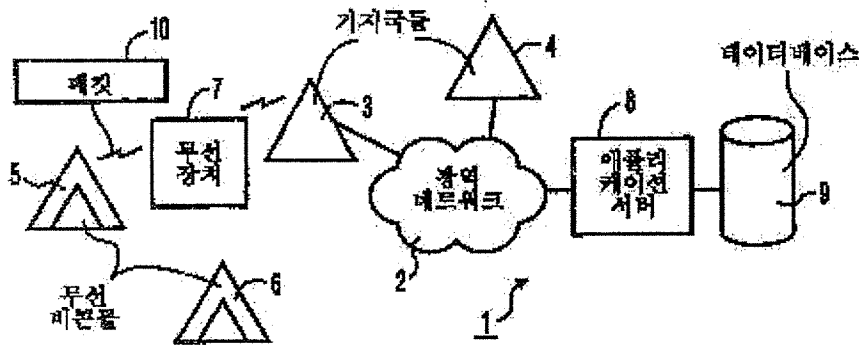 10
기지국들
4
패킷
7
3
데이터베이스
8
5
무선
장치
광역
네트워크
애플리
케이션
서버
9
2
무선
비콘들
6
1